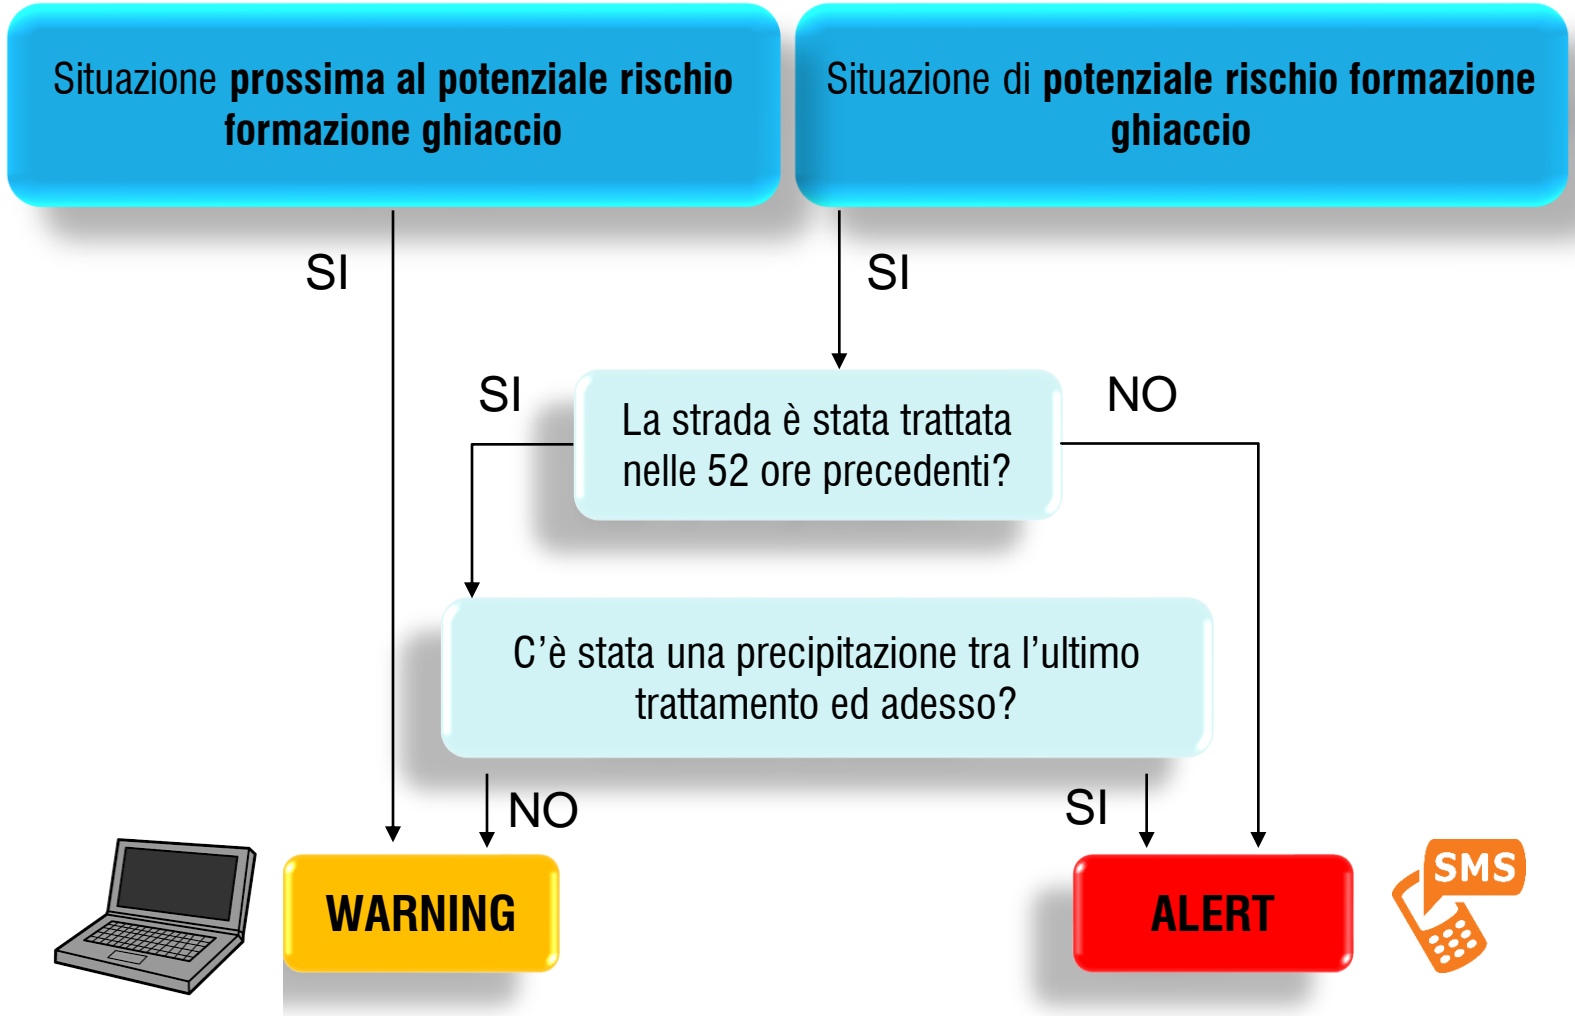 Situazione prossima al potenziale rischio
formazione ghiaccio
Situazione di potenziale rischio formazione
ghiaccio
SI
SI
SI
NO
La strada è stata trattata
nelle 52 ore precedenti?
C’è stata una precipitazione tra l’ultimo
trattamento ed adesso?
NO
SI
WARNING
ALERT
SMS